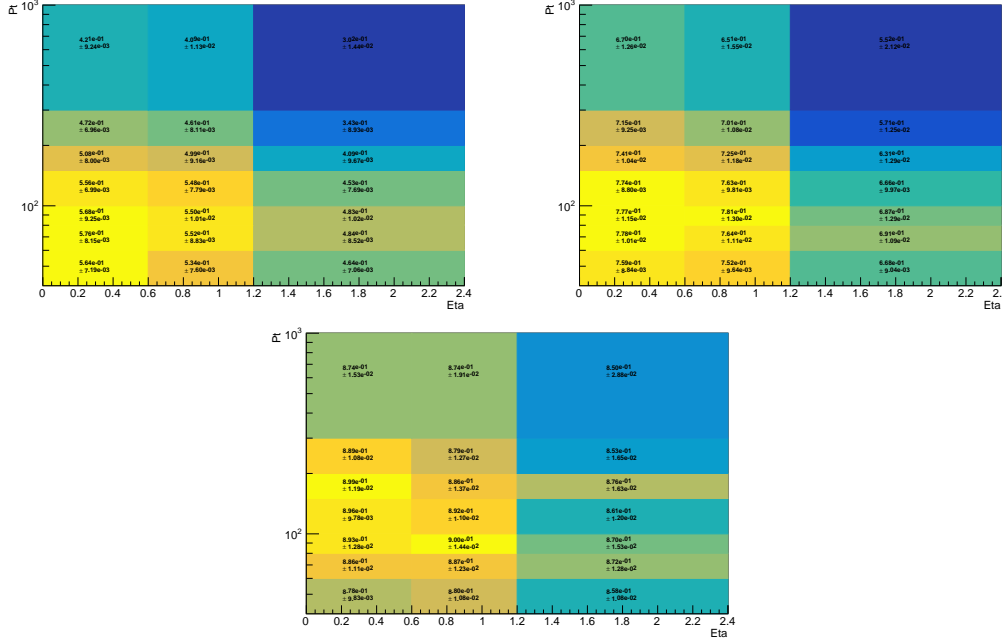 Pt
10³
4.21e-01
± 9.24e-03
4.09e-01
± 1.13e-02
3.02e-01
± 1.44e-02
4.72e-01
± 6.96e-03
4.61e-01
± 8.11e-03
3.43e-01
± 8.93e-03
5.08e-01
± 8.00e-03
4.99e-01
± 9.16e-03
4.09e-01
± 9.67e-03
5.56e-01
± 6.99e-03
5.48e-01
± 7.79e-03
4.53e-01
± 7.69e-03
10²
5.68e-01
± 9.25e-03
5.50e-01
± 1.01e-02
4.83e-01
± 1.02e-02
5.76e-01
± 8.15e-03
5.52e-01
± 8.83e-03
4.84e-01
± 8.52e-03
5.64e-01
± 7.19e-03
5.34e-01
± 7.60e-03
4.64e-01
± 7.06e-03
0 0.2 0.4 0.6 0.8 1 1.2 1.4 1.6 1.8 2 2.2 2.4
Eta
Pt
10³
6.70e-01
± 1.26e-02
6.51e-01
± 1.55e-02
5.53e-01
± 2.12e-02
7.15e-01
± 9.25e-03
7.01e-01
± 1.08e-02
5.71e-01
± 1.25e-02
7.41e-01
± 1.04e-02
7.25e-01
± 1.18e-02
6.31e-01
± 1.29e-02
7.74e-01
± 8.80e-03
7.63e-01
± 9.81e-03
6.66e-01
± 9.97e-03
10²
7.77e-01
± 1.15e-02
7.81e-01
± 1.30e-02
6.87e-01
± 1.29e-02
7.78e-01
± 1.01e-02
7.64e-01
± 1.11e-02
6.91e-01
± 1.09e-02
7.59e-01
± 8.84e-03
7.52e-01
± 9.64e-03
6.68e-01
± 9.04e-03
0 0.2 0.4 0.6 0.8 1 1.2 1.4 1.6 1.8 2 2.2 2.
Eta
Pt
10³
8.74e-01
± 1.53e-02
8.74e-01
± 1.91e-02
8.50e-01
± 2.88e-02
8.89e-01
± 1.08e-02
8.79e-01
± 1.27e-02
8.53e-01
± 1.65e-02
8.99e-01
± 1.19e-02
8.86e-01
± 1.37e-02
8.76e-01
± 1.63e-02
8.96e-01
± 9.78e-03
8.92e-01
± 1.10e-02
8.61e-01
± 1.20e-02
10²
8.93e-01
± 1.28e-02
9.00e-01
± 1.44e-02
8.70e-01
± 1.53e-02
8.86e-01
± 1.11e-02
8.87e-01
± 1.23e-02
8.72e-01
± 1.28e-02
8.78e-01
± 9.83e-03
8.80e-01
± 1.08e-02
8.58e-01
± 1.08e-02
0 0.2 0.4 0.6 0.8 1 1.2 1.4 1.6 1.8 2 2.2 2.4
Eta